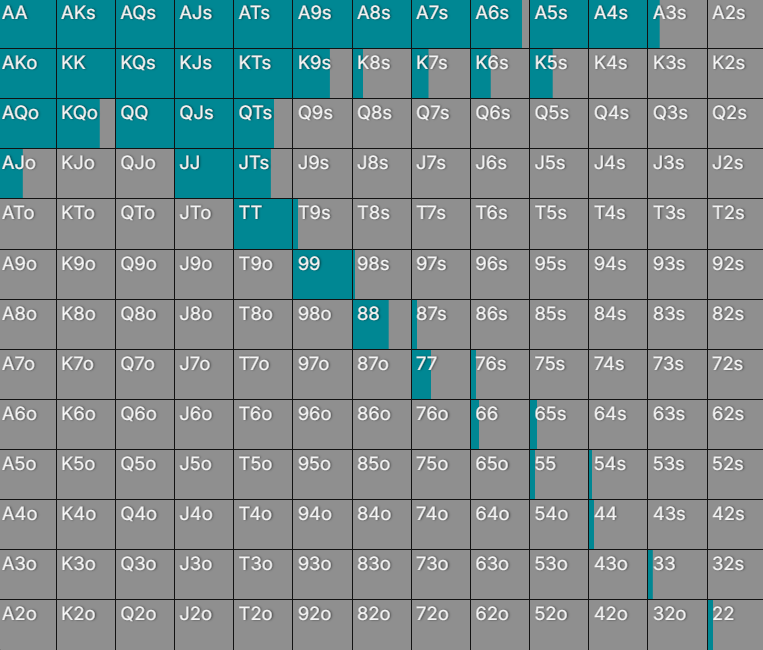 AA AKs AQs AJs ATs A9s A8s A7s A6s A5s A4s A3s A2s
AKo KK KQs KJs KTs K9s K8s K7s K6s K5s K4s K3s K2s
AQo KQo QQ QJs QTs Q9s Q8s Q7s Q6s Q5s Q4s Q3s Q2s
AJo KJo QJo JJ JTs J9s J8s J7s J6s J5s J4s J3s J2s
ATo KTo QTo JTo TT T9s T8s T7s T6s T5s T4s T3s T2s
A9o K9o Q9o J9o T9o 99 98s 97s 96s 95s 94s 93s 92s
A8o K8o Q8o J8o T8o 98o 88 87s 86s 85s 84s 83s 82s
A7o K7o Q7o J7o T7o 97o 87o 77 76s 75s 74s 73s 72s
A6o K6o Q6o J6o T6o 96o 86o 76o 66 65s 64s 63s 62s
A5o K5o Q5o J5o T5o 95o 85o 75o 65o 55 54s 53s 52s
A4o K4o Q4o J4o T4o 94o 84o 74o 64o 54o 44 43s 42s
A3o K3o Q3o J3o T3o 93o 83o 73o 63o 53o 43o 33 32s
A2o K2o Q2o J2o T2o 92o 82o 72o 62o 52o 42o 32o 22